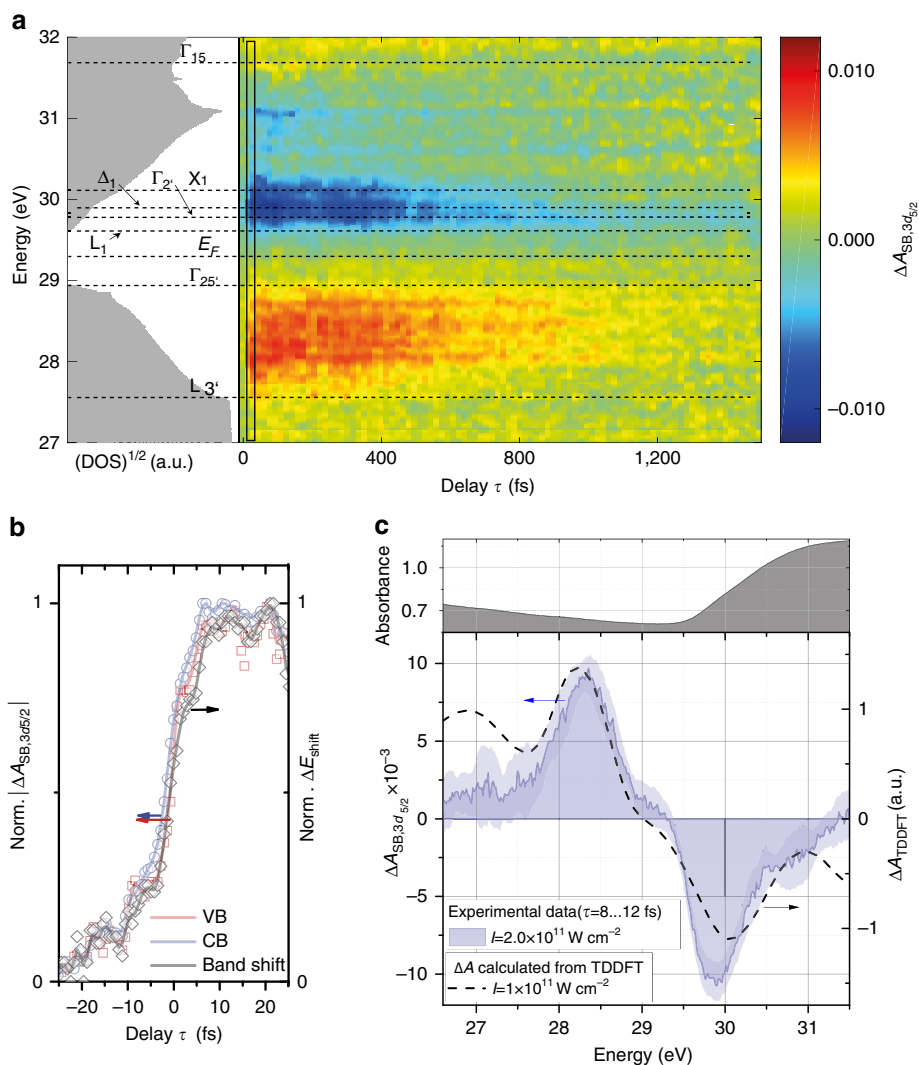 a
32
31
30
29
28
27
Energy (eV)
Γ15
Δ1
Γ2‘
X1
L1
EF
Γ25‘
L3‘
(DOS)1/2 (a.u.)
0
400
800
1,200
Delay τ (fs)
0.010
0.000
–0.010
ΔASB,3d5/2
b
1
0
Norm. |ΔASB,3d5/2|
1
0
Norm. ΔEshift
VB
CB
Band shift
–20
–10
0
10
20
Delay τ (fs)
c
Absorbance
1.0
0.7
10
5
0
–5
–10
ΔASB,3d5/2 ×10–3
1
0
–1
ΔATDDFT (a.u.)
Experimental data(τ=8...12 fs)
I=2.0×1011 W cm–2
ΔA calculated from TDDFT
I=1×1011 W cm–2
27
28
29
30
31
Energy (eV)